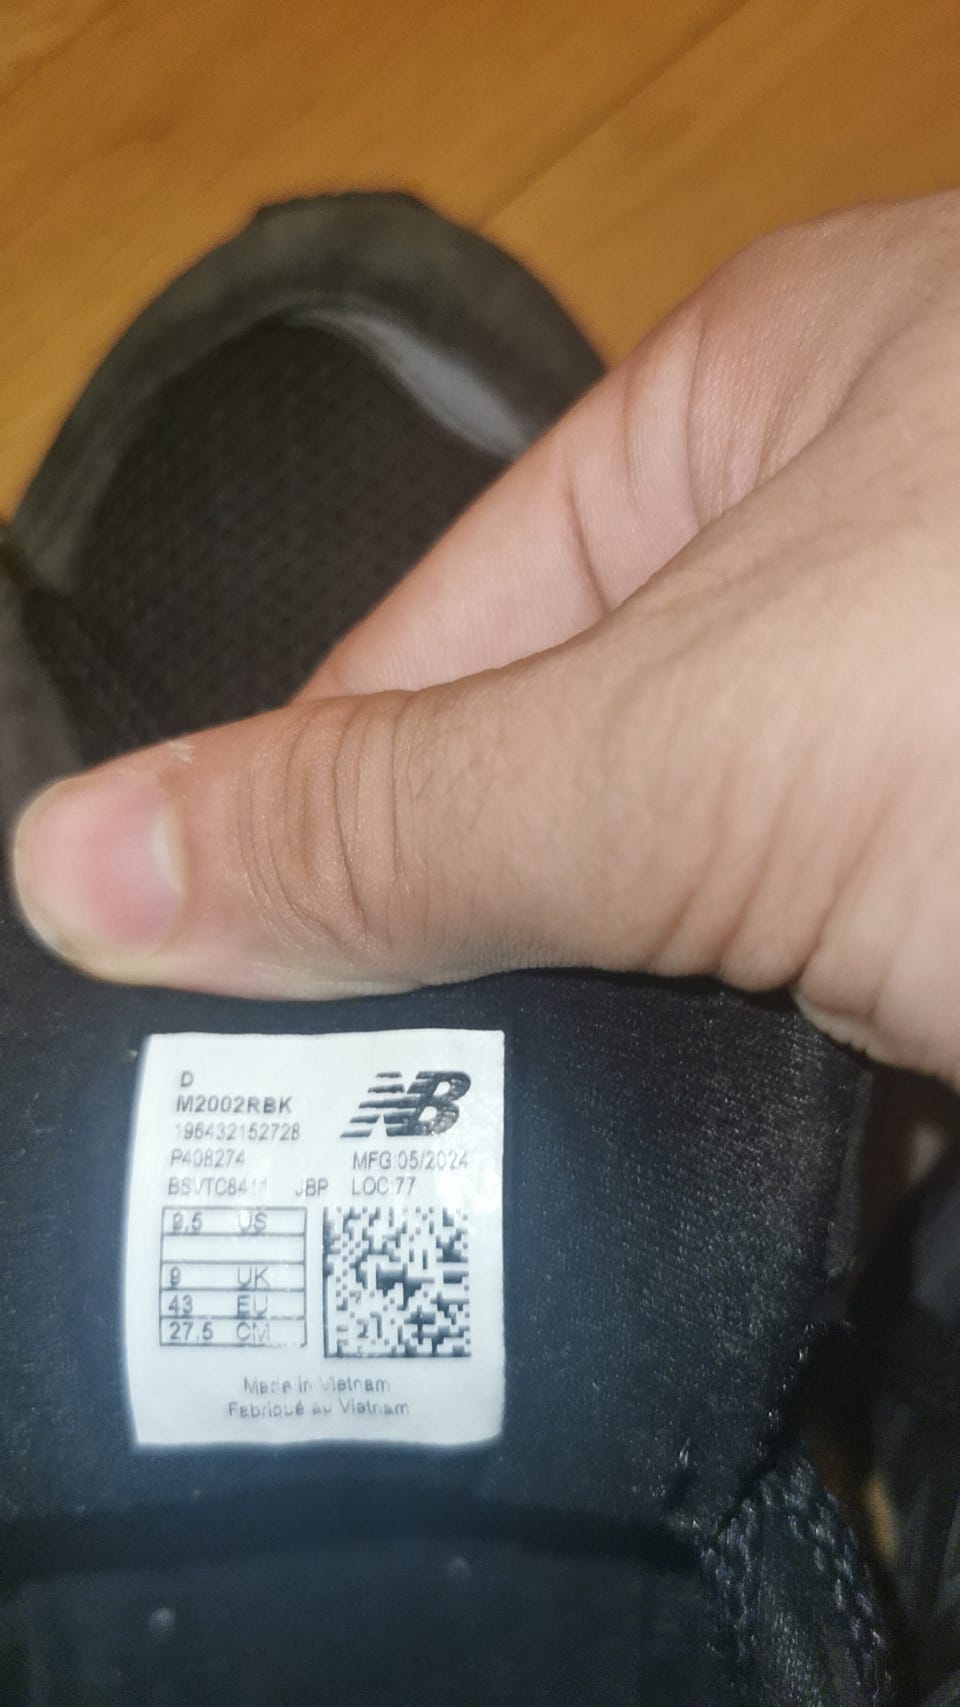 D
M2002RBK
NB
196432152728
P408274
MFG:05/2024
JBP LOC:77
9.5 US
9 UK
43 EU
27.5 CM
Made in Vietnam
Fabriqué au Vietnam